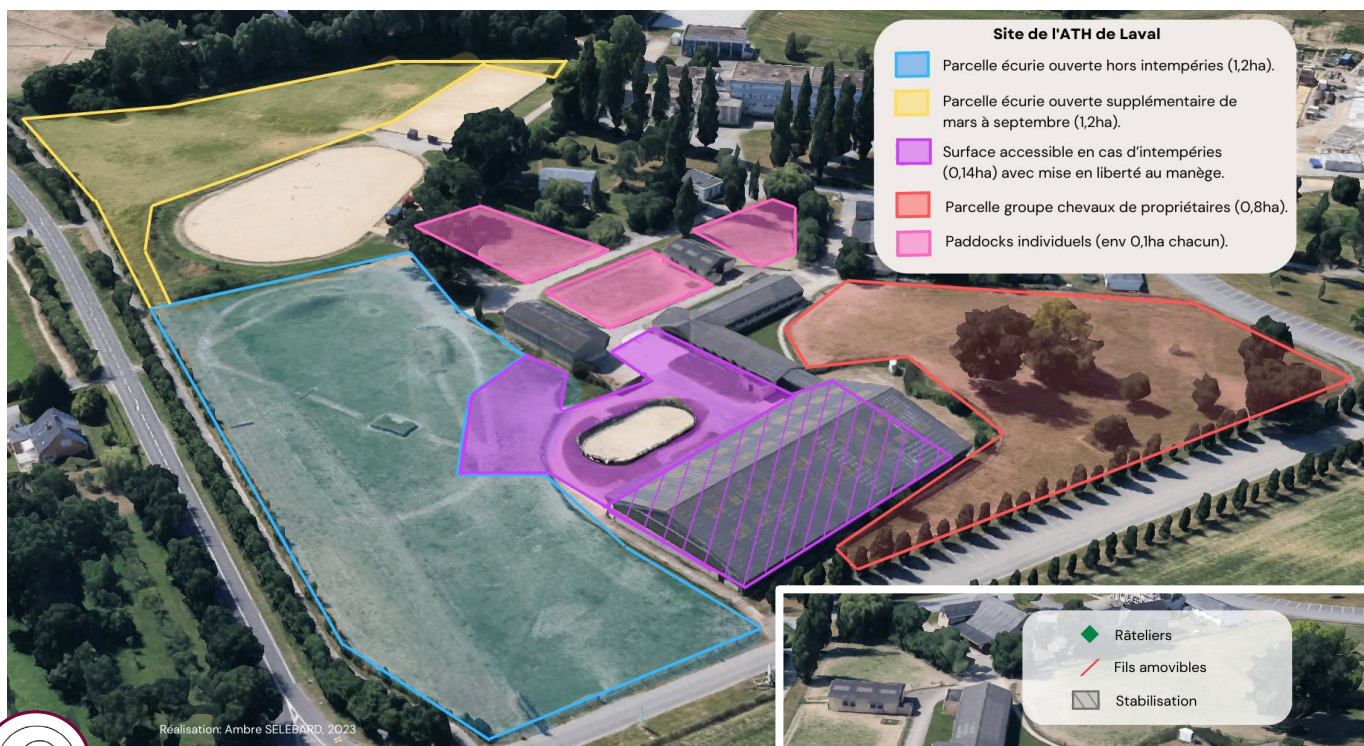 Site de l'ATH de Laval
Parcelle écurie ouverte hors intempéries (1,2ha).
Parcelle écurie ouverte supplémentaire de
mars à septembre (1,2ha).
Surface accessible en cas d'intempéries
(0,14ha) avec mise en liberté au manège.
Parcelle groupe chevaux de propriétaires (0,8ha).
Paddocks individuels (env 0,1ha chacun).
Râteliers
Fils amovibles
Stabilisation
Réalisation: Ambre SELEBARD, 2023